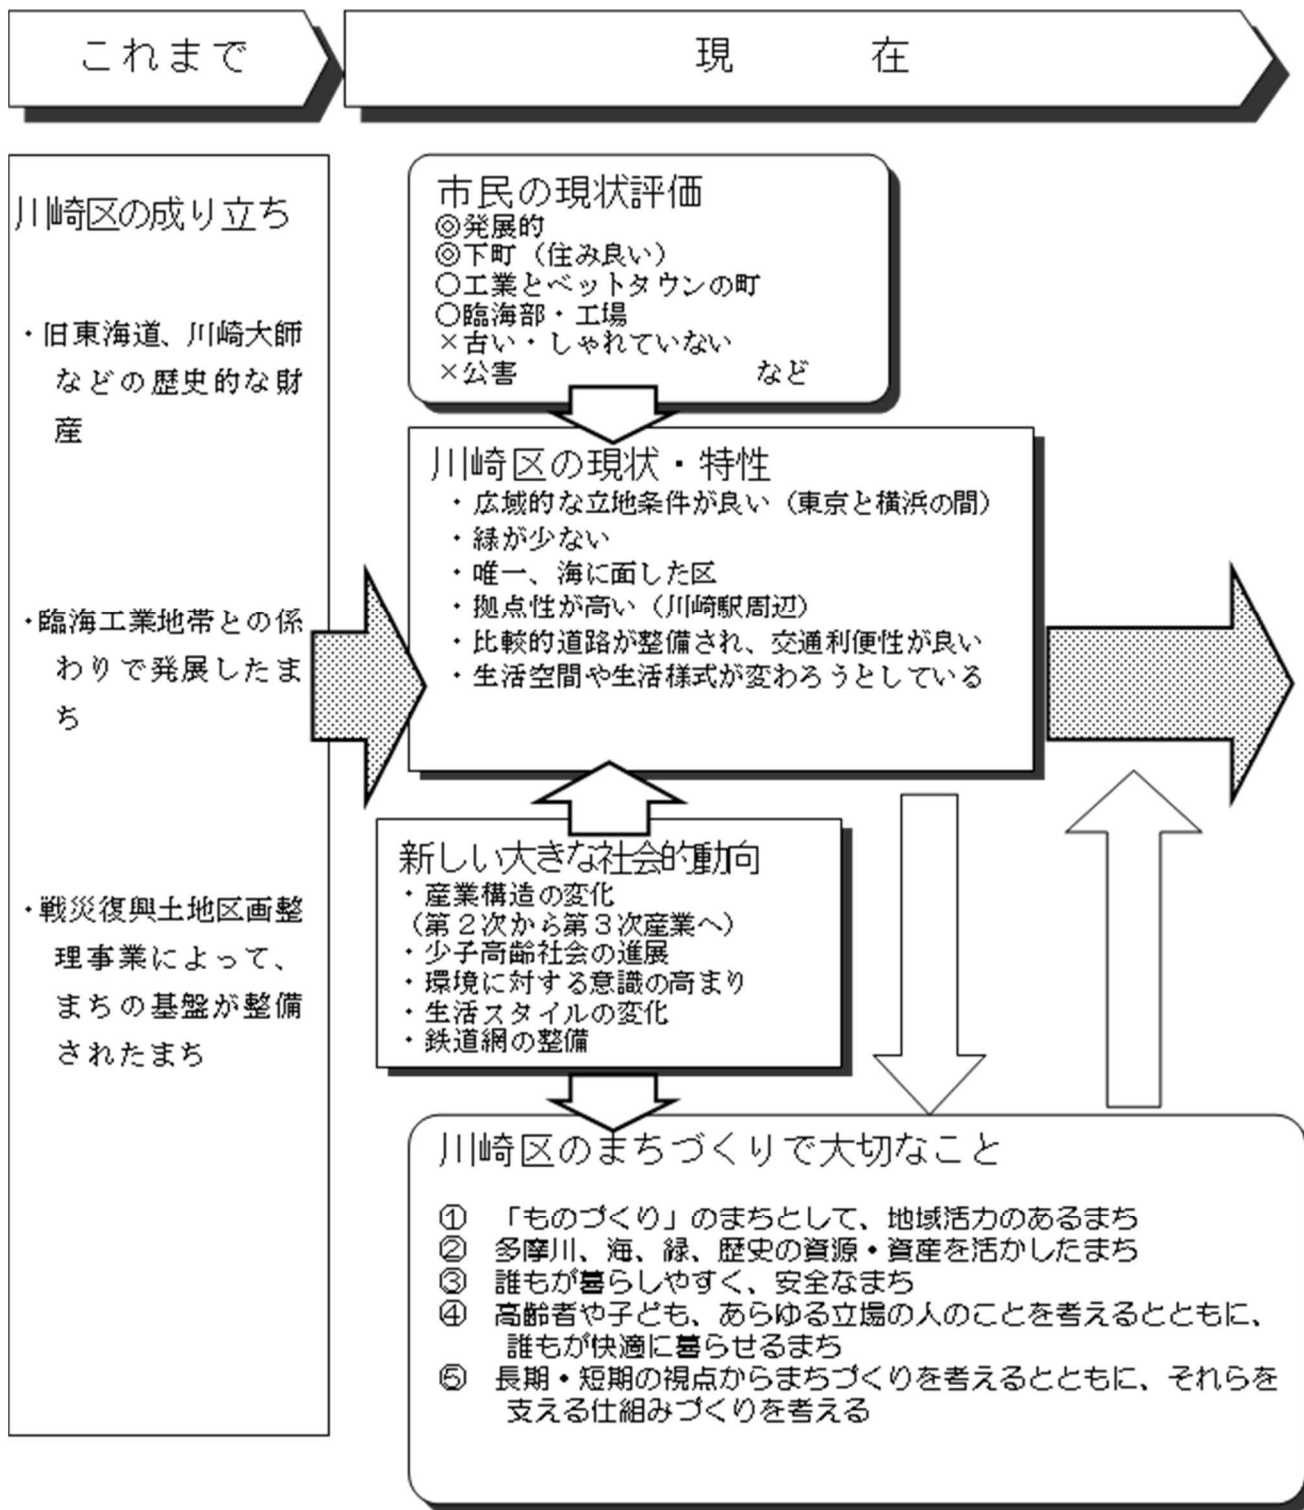 これまで
現在
川崎区の成り立ち
・旧東海道、川崎大師
などの歴史的な財
産
・臨海工業地帯との係
わりで発展したま
ち
・戦災復興土地区画整
理事業によって、
まちの基盤が整備
されたまち
市民の現状評価
◎発展的
◎下町（住み良い）
○工業とベットタウンの町
○臨海部・工場
×古い・しゃれていない
×公害 など
川崎区の現状・特性
・広域的な立地条件が良い（東京と横浜の間）
・緑が少ない
・唯一、海に面した区
・拠点性が高い（川崎駅周辺）
・比較的道路が整備され、交通利便性が良い
・生活空間や生活様式が変わろうとしている
新しい大きな社会的動向
・産業構造の変化
（第２次から第３次産業へ）
・少子高齢社会の進展
・環境に対する意識の高まり
・生活スタイルの変化
・鉄道網の整備
川崎区のまちづくりで大切なこと
① 「ものづくり」のまちとして、地域活力のあるまち
② 多摩川、海、緑、歴史の資源・資産を活かしたまち
③ 誰もが暮らしやすく、安全なまち
④ 高齢者や子ども、あらゆる立場の人のことを考えるとともに、
誰もが快適に暮らせるまち
⑤ 長期・短期の視点からまちづくりを考えるとともに、それらを
支える仕組みづくりを考える